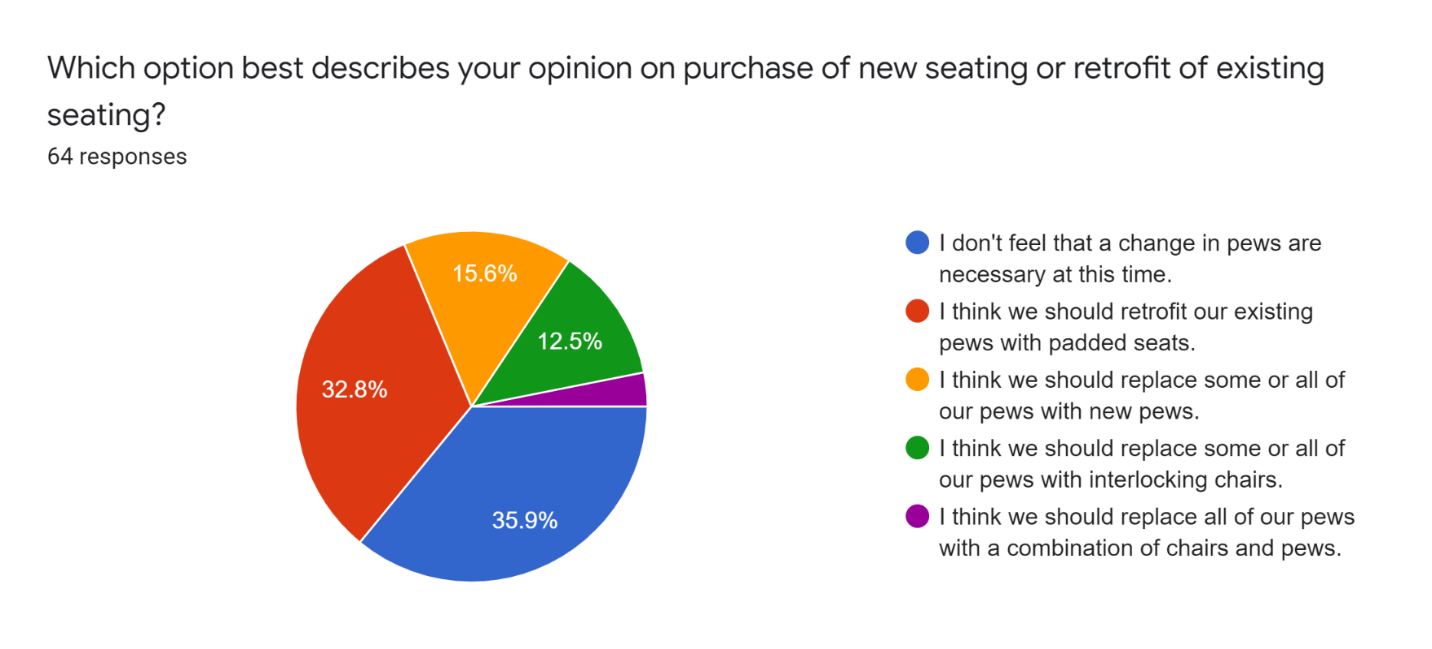 Which option best describes your opinion on purchase of new seating or retrofit of existing
seating?
64 responses
15.6%
12.5%
32.8%
35.9%
I don't feel that a change in pews are
necessary at this time.
I think we should retrofit our existing
pews with padded seats.
I think we should replace some or all of
our pews with new pews.
I think we should replace some or all of
our pews with interlocking chairs.
I think we should replace all of our pews
with a combination of chairs and pews.